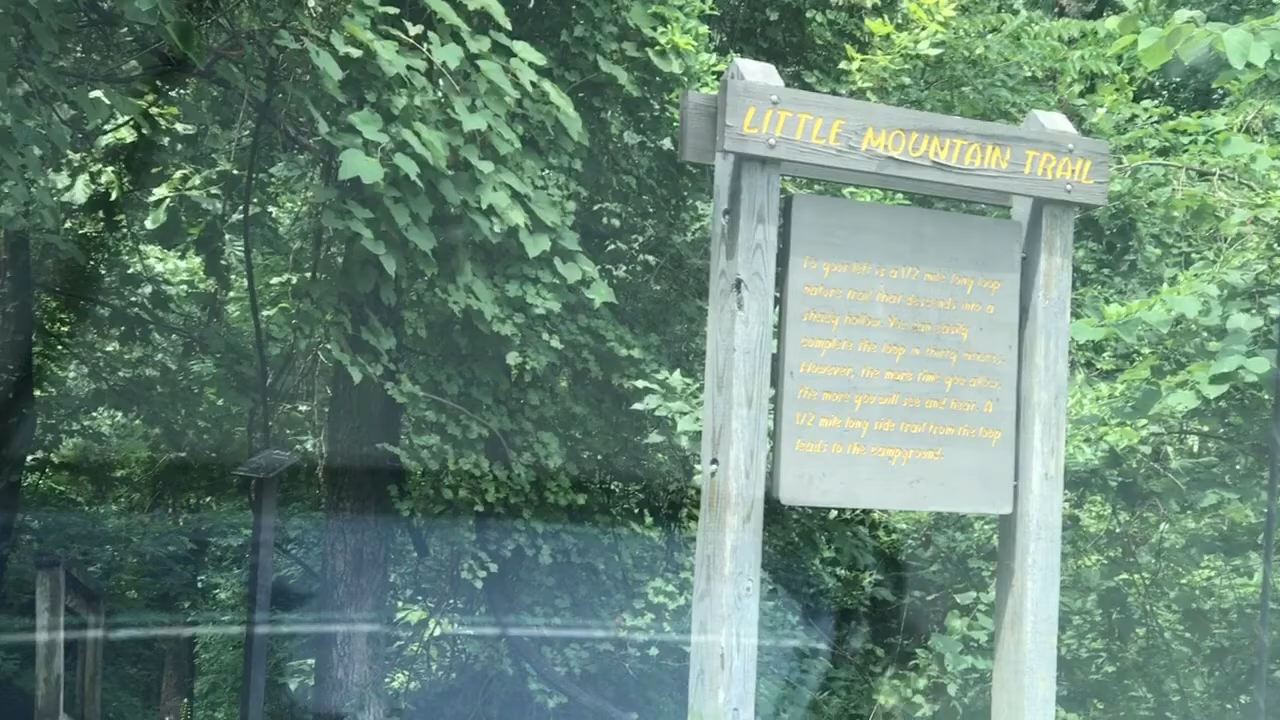 LITTLE MOUNTAIN TRAIL
To your left is a 1/2 mile long loop
nature trail that descends into a
shady hollow. You can easily
complete the loop in thirty minutes.
However, the more time you allow,
the more you will see and hear. A
1/2 mile long side trail from the loop
leads to the campground.